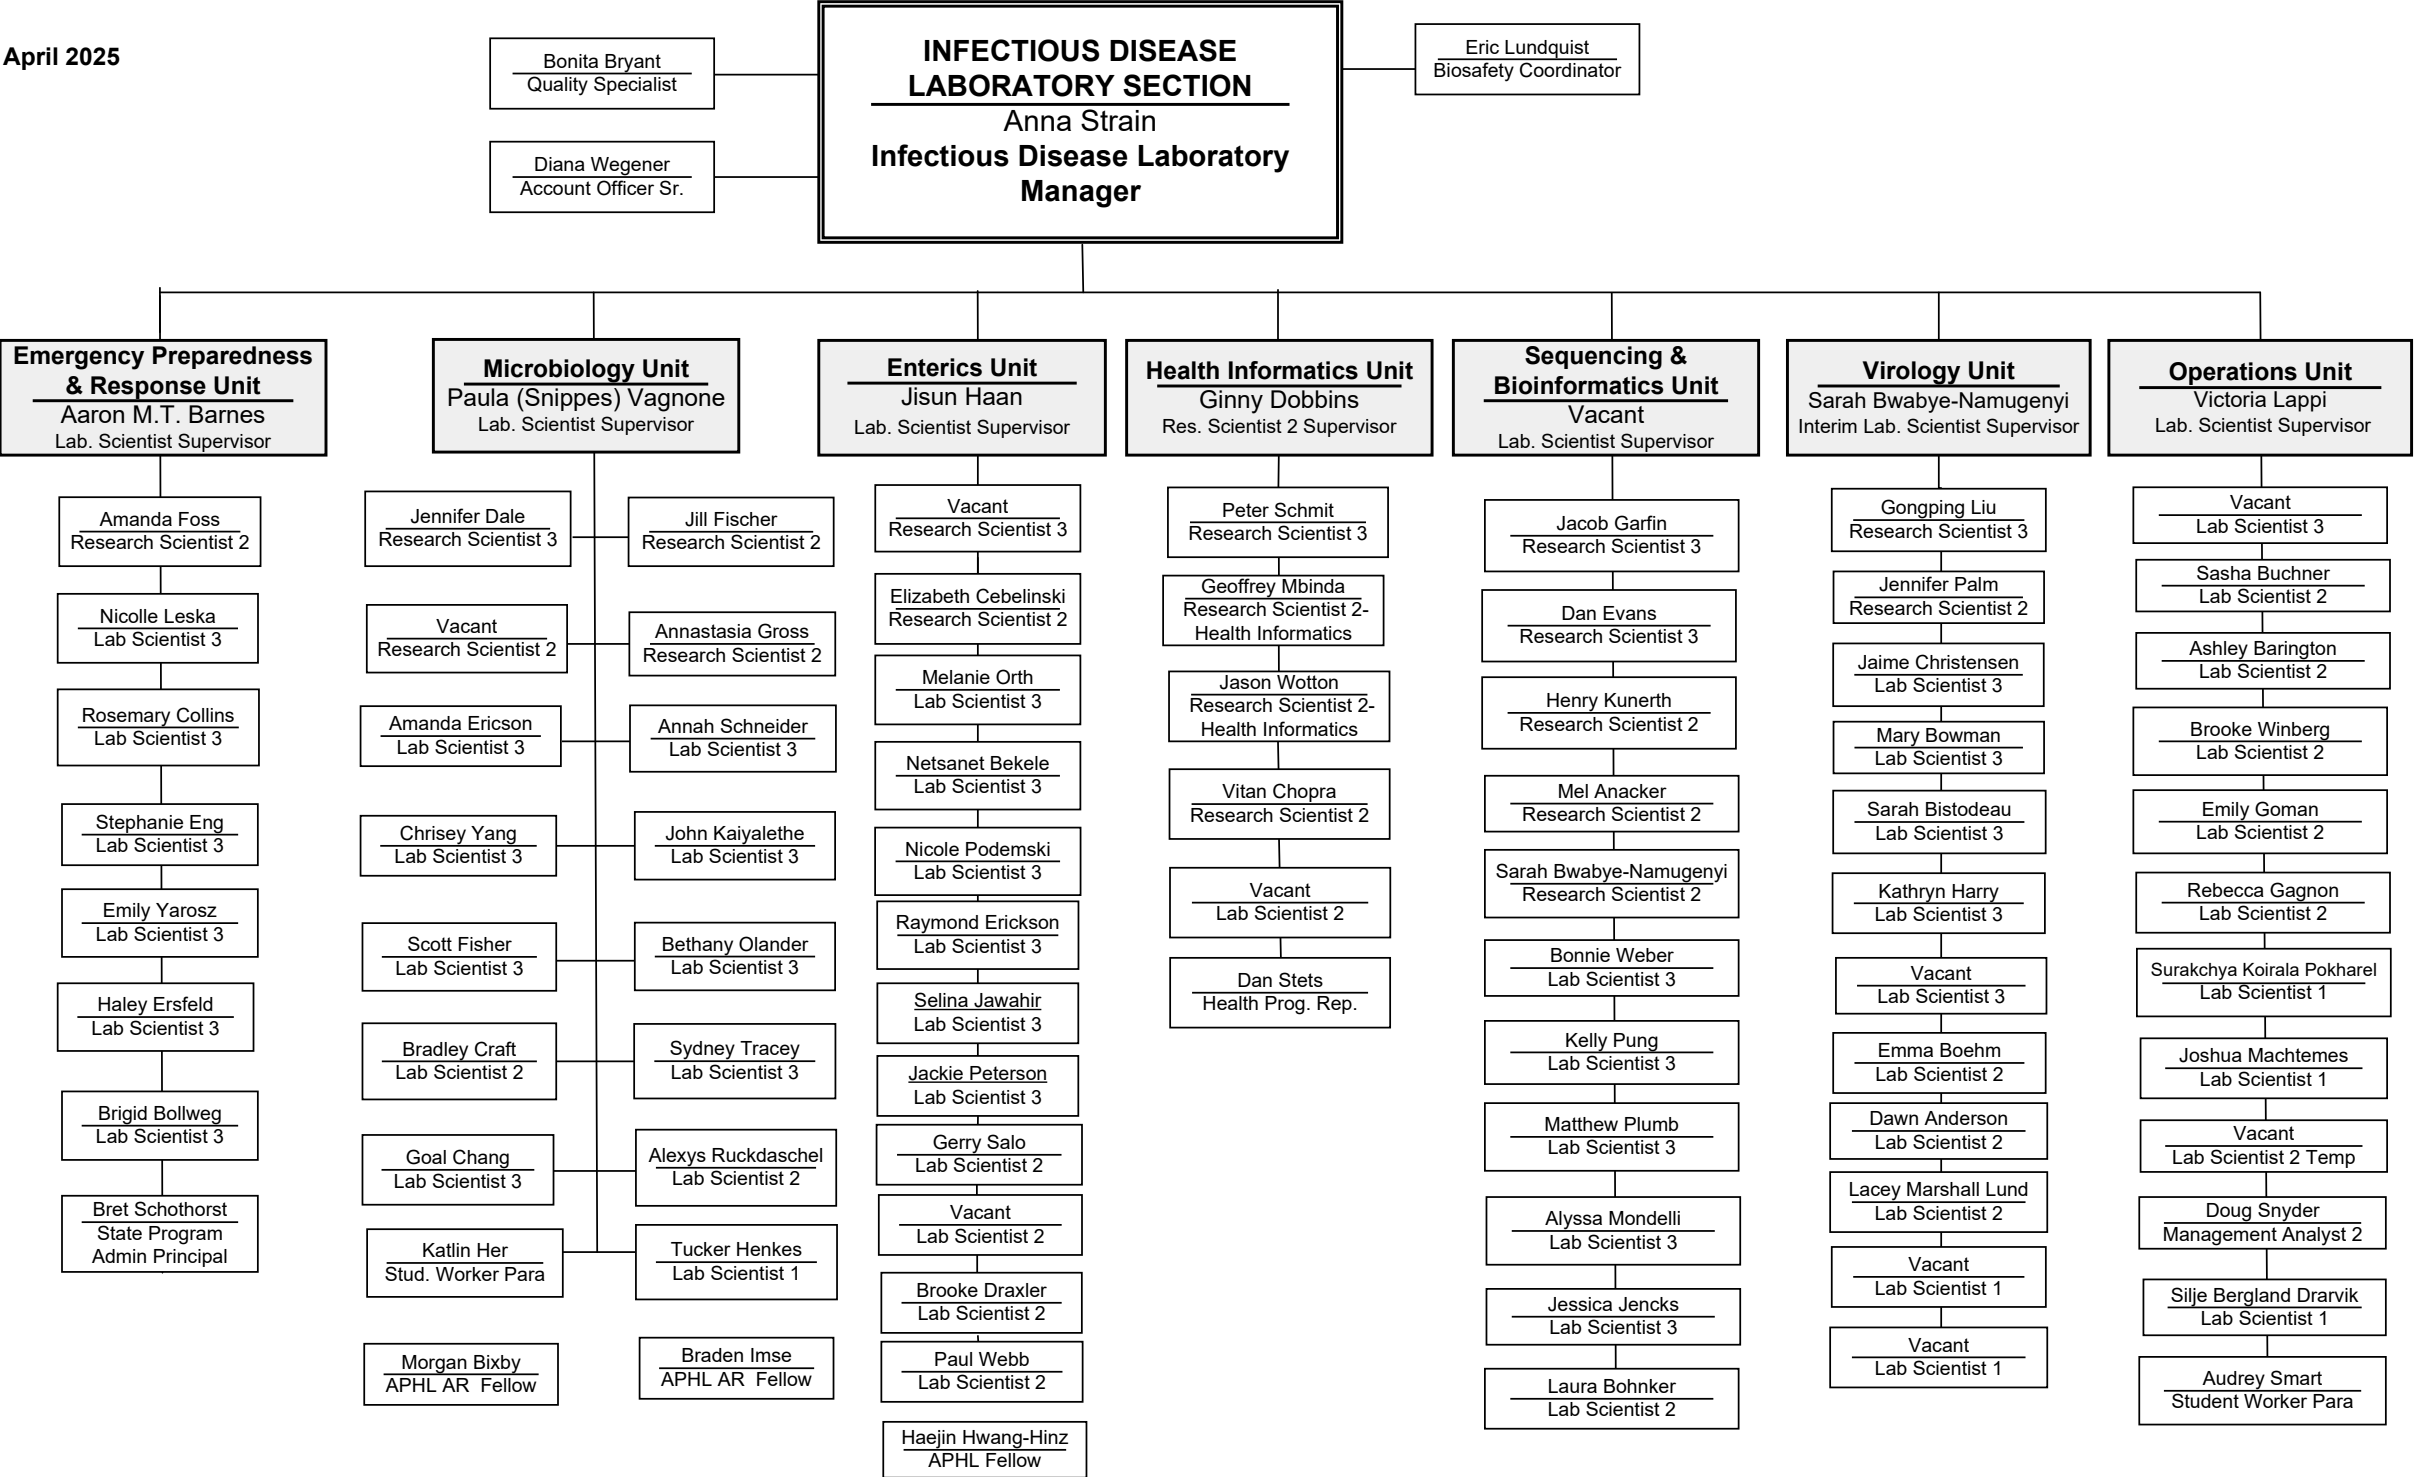 April 2025
Bonita Bryant
Quality Specialist
Diana Wegener
Account Officer Sr.
INFECTIOUS DISEASE
LABORATORY SECTION
Anna Strain
Infectious Disease Laboratory
Manager
Eric Lundquist
Biosafety Coordinator
Emergency Preparedness
& Response Unit
Aaron M.T. Barnes
Lab. Scientist Supervisor
Amanda Foss
Research Scientist 2
Nicolle Leska
Lab Scientist 3
Rosemary Collins
Lab Scientist 3
Stephanie Eng
Lab Scientist 3
Emily Yarosz
Lab Scientist 3
Haley Ersfeld
Lab Scientist 3
Brigid Bollweg
Lab Scientist 3
Bret Schothorst
State Program
Admin Principal
Microbiology Unit
Paula (Snippes) Vagnone
Lab. Scientist Supervisor
Jennifer Dale
Research Scientist 3
Jill Fischer
Research Scientist 2
Vacant
Research Scientist 2
Annastasia Gross
Research Scientist 2
Amanda Ericson
Lab Scientist 3
Annah Schneider
Lab Scientist 3
Chrisey Yang
Lab Scientist 3
John Kaiyalethe
Lab Scientist 3
Scott Fisher
Lab Scientist 3
Bethany Olander
Lab Scientist 3
Bradley Craft
Lab Scientist 2
Sydney Tracey
Lab Scientist 3
Goal Chang
Lab Scientist 3
Alexys Ruckdaschel
Lab Scientist 2
Katlin Her
Stud. Worker Para
Tucker Henkes
Lab Scientist 1
Morgan Bixby
APHL AR  Fellow
Braden Imse
APHL AR  Fellow
Enterics Unit
Jisun Haan
Lab. Scientist Supervisor
Vacant
Research Scientist 3
Elizabeth Cebelinski
Research Scientist 2
Melanie Orth
Lab Scientist 3
Netsanet Bekele
Lab Scientist 3
Nicole Podemski
Lab Scientist 3
Raymond Erickson
Lab Scientist 3
Selina Jawahir
Lab Scientist 3
Jackie Peterson
Lab Scientist 3
Gerry Salo
Lab Scientist 2
Vacant
Lab Scientist 2
Brooke Draxler
Lab Scientist 2
Paul Webb
Lab Scientist 2
Haejin Hwang-Hinz
APHL Fellow
Health Informatics Unit
Ginny Dobbins
Res. Scientist 2 Supervisor
Peter Schmit
Research Scientist 3
Geoffrey Mbinda
Research Scientist 2-
Health Informatics
Jason Wotton
Research Scientist 2-
Health Informatics
Vitan Chopra
Research Scientist 2
Vacant
Lab Scientist 2
Dan Stets
Health Prog. Rep.
Sequencing &
Bioinformatics Unit
Vacant
Lab Scientist Supervisor
Jacob Garfin
Research Scientist 3
Dan Evans
Research Scientist 3
Henry Kunerth
Research Scientist 2
Mel Anacker
Research Scientist 2
Sarah Bwabye-Namugenyi
Research Scientist 2
Bonnie Weber
Lab Scientist 3
Kelly Pung
Lab Scientist 3
Matthew Plumb
Lab Scientist 3
Alyssa Mondelli
Lab Scientist 3
Jessica Jencks
Lab Scientist 3
Laura Bohnker
Lab Scientist 2
Virology Unit
Sarah Bwabye-Namugenyi
Interim Lab. Scientist Supervisor
Gongping Liu
Research Scientist 3
Jennifer Palm
Research Scientist 2
Jaime Christensen
Lab Scientist 3
Mary Bowman
Lab Scientist 3
Sarah Bistodeau
Lab Scientist 3
Kathryn Harry
Lab Scientist 3
Vacant
Lab Scientist 3
Emma Boehm
Lab Scientist 2
Dawn Anderson
Lab Scientist 2
Lacey Marshall Lund
Lab Scientist 2
Vacant
Lab Scientist 1
Vacant
Lab Scientist 1
Operations Unit
Victoria Lappi
Lab. Scientist Supervisor
Vacant
Lab Scientist 3
Sasha Buchner
Lab Scientist 2
Ashley Barington
Lab Scientist 2
Brooke Winberg
Lab Scientist 2
Emily Goman
Lab Scientist 2
Rebecca Gagnon
Lab Scientist 2
Surakchya Koirala Pokharel
Lab Scientist 1
Joshua Machtemes
Lab Scientist 1
Vacant
Lab Scientist 2 Temp
Doug Snyder
Management Analyst 2
Silje Bergland Drarvik
Lab Scientist 1
Audrey Smart
Student Worker Para